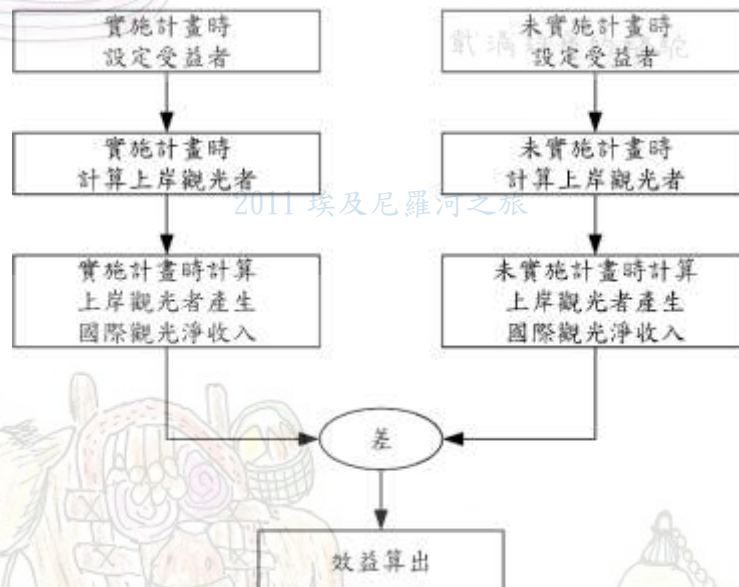 實施計畫時
設定受益者
未實施計畫時
設定受益者
實施計畫時
計算上岸觀光者
未實施計畫時
計算上岸觀光者
2011 埃及尼羅河之旅
實施計畫時計算
上岸觀光者產生
國際觀光淨收入
未實施計畫時計算
上岸觀光者產生
國際觀光淨收入
差
效益算出